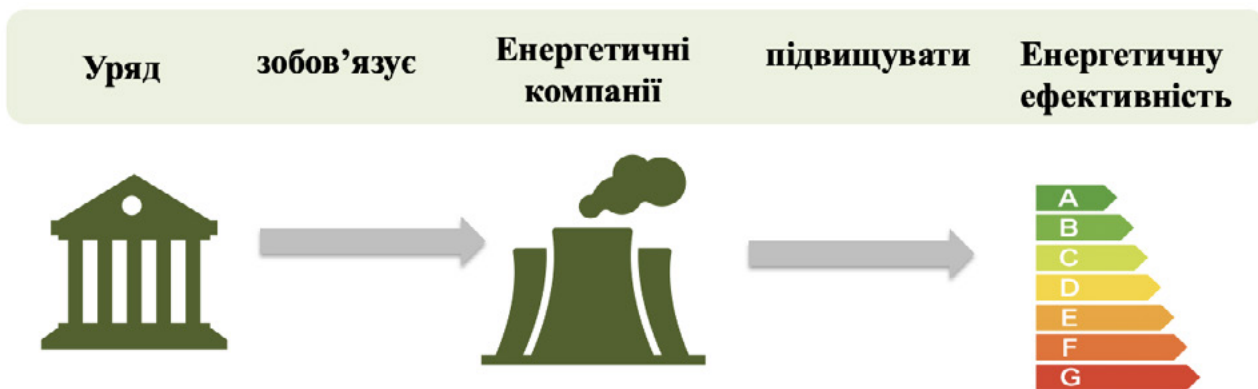 Уряд
зобов’язує
Енергетичні
компанії
підвищувати
Енергетичну
ефективність
A
B
C
D
E
F
G